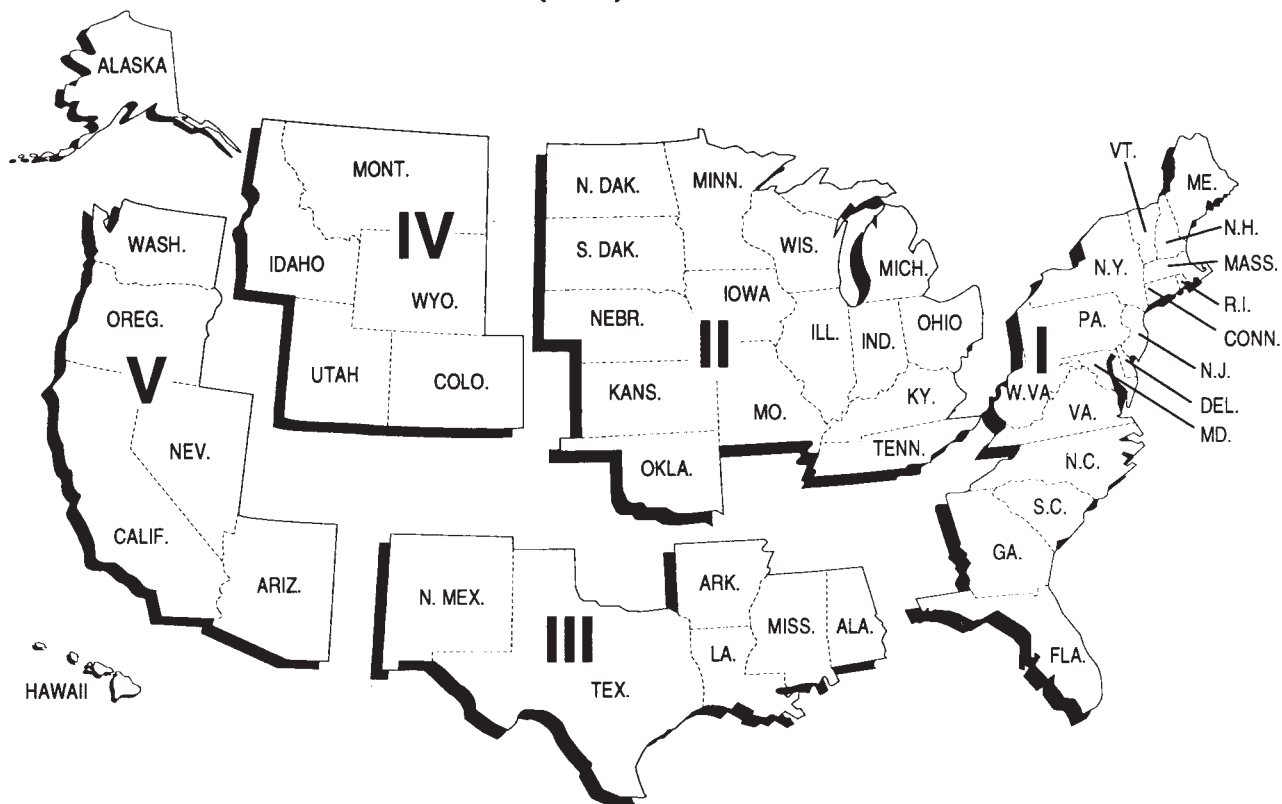 ALASKA
WASH.
OREG.
V
NEV.
CALIF.
ARIZ.
HAWAII
MONT.
IV
IDAHO
WYO.
UTAH
COLO.
N. DAK.
MINN.
S. DAK.
WIS.
MICH.
IOWA
NEBR.
II
ILL.
IND.
OHIO
KANS.
MO.
KY.
OKLA.
TENN.
N. MEX.
III
TEX.
ARK.
LA.
MISS.
ALA.
VT.
ME.
N.H.
N.Y.
MASS.
R.I.
PA.
CONN.
I
N.J.
W.VA.
DEL.
VA.
MD.
N.C.
S.C.
GA.
FLA.